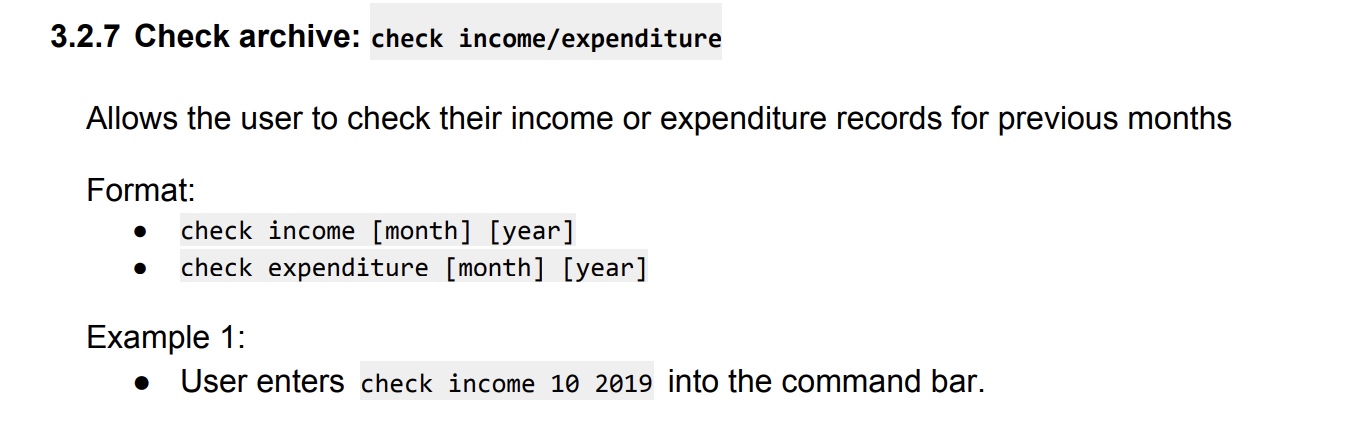 3.2.7 Check archive: check income/expenditure
Allows the user to check their income or expenditure records for previous months
Format:
● check income [month] [year]
● check expenditure [month] [year]
Example 1:
● User enters check income 10 2019 into the command bar.